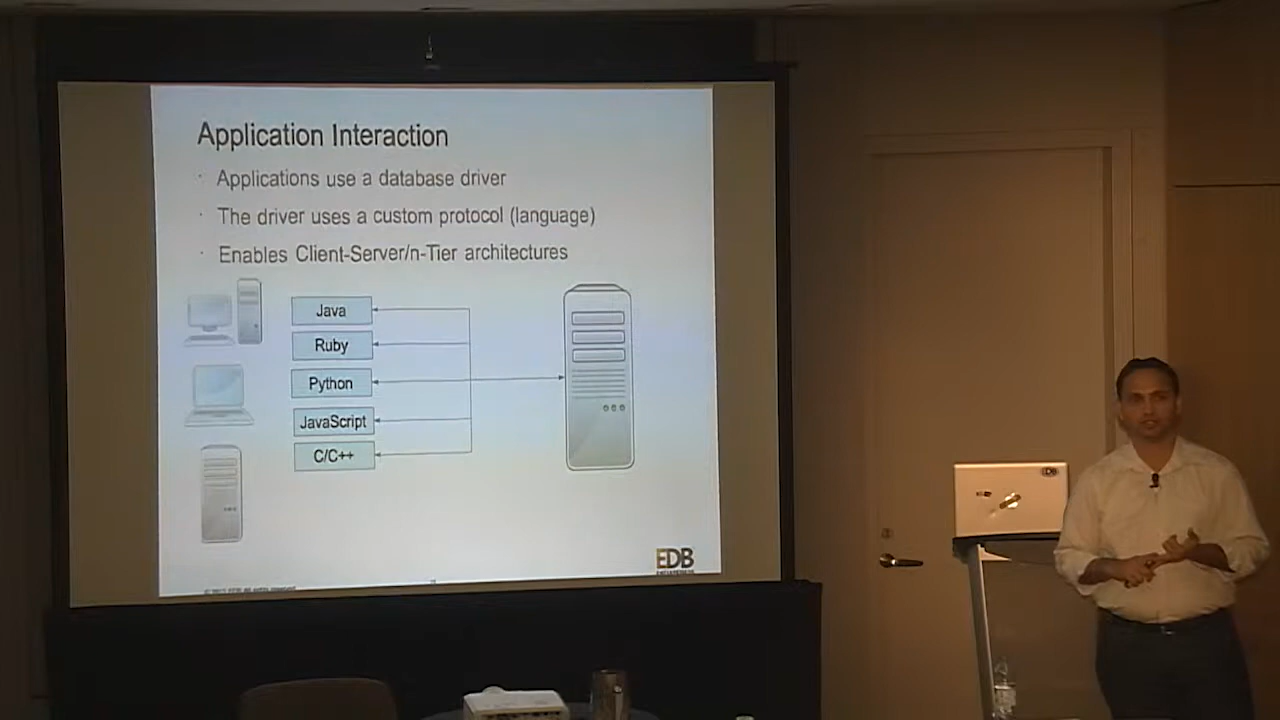 Application Interaction
· Applications use a database driver
· The driver uses a custom protocol (language)
· Enables Client-Server/n-Tier architectures
Java
Ruby
Python
JavaScript
C/C++
EDB
EDB